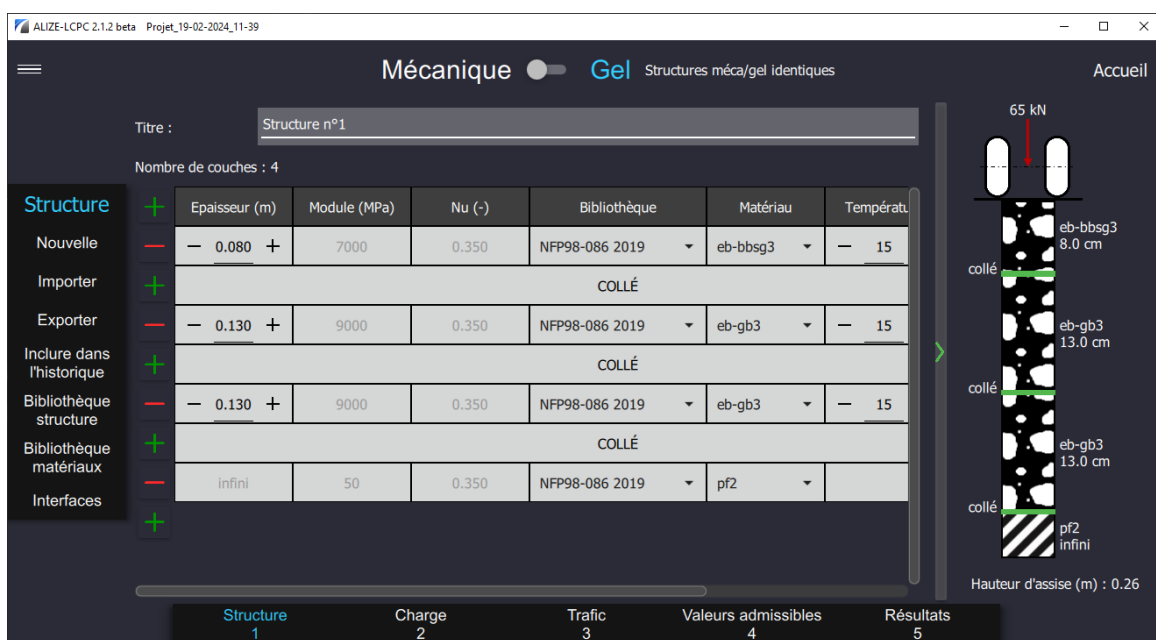 ALIZE-LCPC 2.1.2 beta Projet_19-02-2024_11-39
Mécanique Gel Structures méca/gel identiques Accueil
Titre : Structure n°1
Nombre de couches : 4
Structure
Nouvelle
Importer
Exporter
Inclure dans
l'historique
Bibliothèque
structure
Bibliothèque
matériaux
Interfaces
Epaisseur (m) Module (MPa) Nu (-) Bibliothèque Matériau Températu
0.080 7000 0.350 NFP98-086 2019 eb-bbsg3 15
COLLÉ
0.130 9000 0.350 NFP98-086 2019 eb-gb3 15
COLLÉ
0.130 9000 0.350 NFP98-086 2019 eb-gb3 15
COLLÉ
infini 50 0.350 NFP98-086 2019 pf2
65 kN
eb-bbsg3
8.0 cm
collé
eb-gb3
13.0 cm
collé
eb-gb3
13.0 cm
collé
pf2
infini
Hauteur d'assise (m) : 0.26
Structure Charge Trafic Valeurs admissibles Résultats
1 2 3 4 5